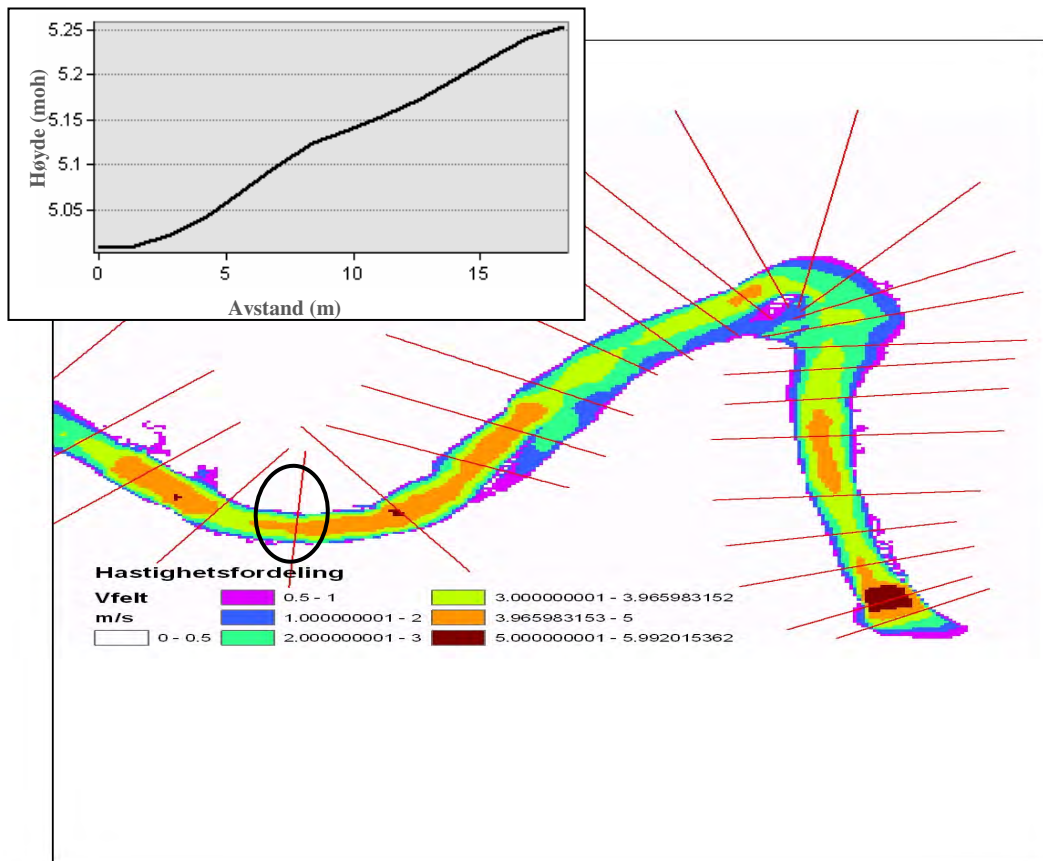 5.25
5.2
5.15
5.1
5.05
Høyde (moh)
0 5 10 15
Avstand (m)
Hastighetsfordeling
Vfelt
m/s
0 - 0.5
0.5 - 1
1.000000001 - 2
2.000000001 - 3
3.000000001 - 3.965983152
3.965983153 - 5
5.000000001 - 5.992015362